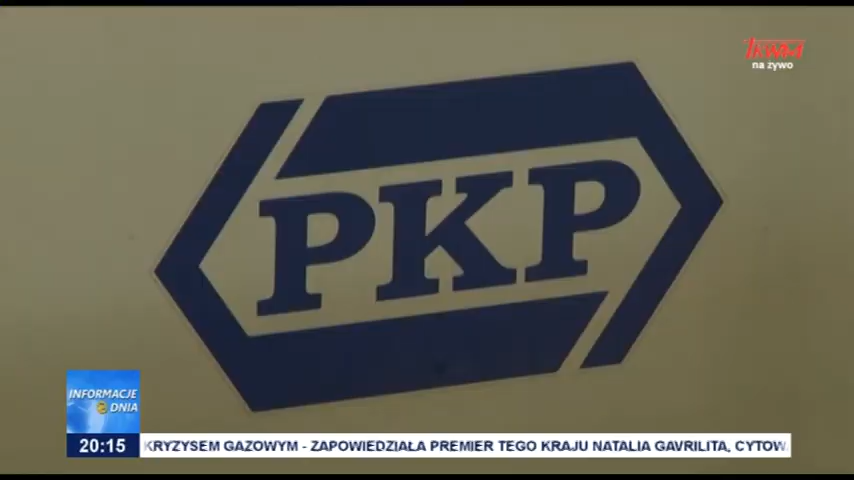 TRWAM
na żywo
PKP
INFORMACJE
DNIA
20:15 KRYZYSEM GAZOWYM - ZAPOWIEDZIAŁA PREMIER TEGO KRAJU NATALIA GAVRILITA, CYTOW